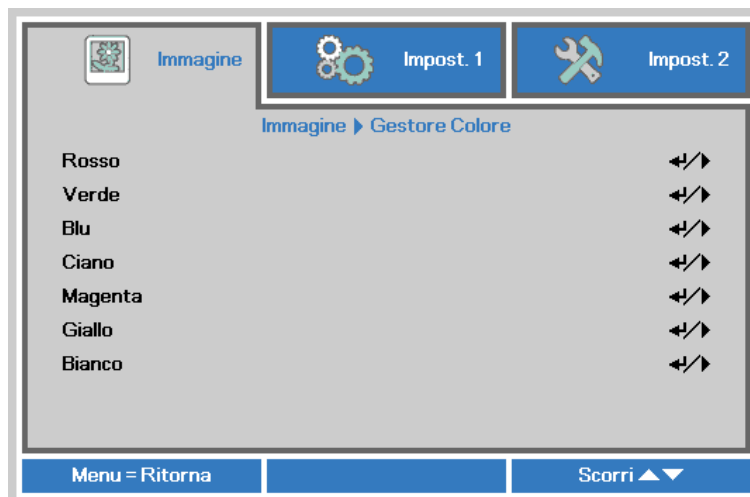 Immagine
Impost. 1
Impost. 2
Immagine ▶ Gestore Colore
Rosso
Verde
Blu
Ciano
Magenta
Giallo
Bianco
Menu = Ritorna
Scorri ▲▼